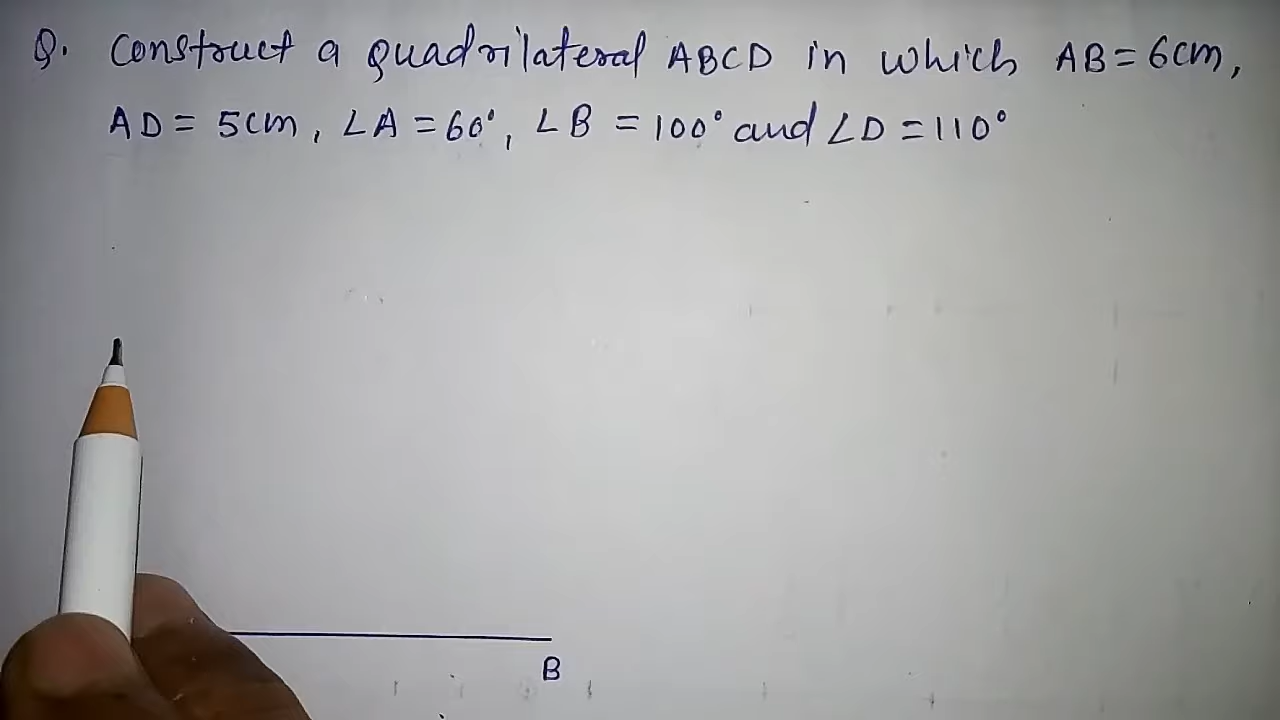 Q. Construct a quadrilateral ABCD in which AB = 6cm,
AD = 5cm, ∠A = 60°, ∠B = 100° and ∠D = 110°
B